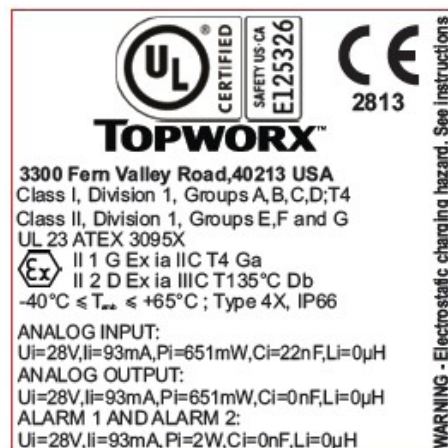 UL
CERTIFIED
SAFETY US·CA
E125326
CE
2813
TOPWORX™
3300 Fern Valley Road,40213 USA
Class I, Division 1, Groups A,B,C,D;T4
Class II, Division 1, Groups E,F and G
UL 23 ATEX 3095X
Ex II 1 G Ex ia IIC T4 Ga
II 2 D Ex ia IIIC T135°C Db
-40°C ≤ Tamb ≤ +65°C ; Type 4X, IP66
ANALOG INPUT:
Ui=28V,Ii=93mA,Pi=651mW,Ci=22nF,Li=0µH
ANALOG OUTPUT:
Ui=28V,Ii=93mA,Pi=651mW,Ci=0nF,Li=0µH
ALARM 1 AND ALARM 2:
Ui=28V,Ii=93mA,Pi=2W,Ci=0nF,Li=0µH
WARNING - Electrostatic charging hazard. See instructions